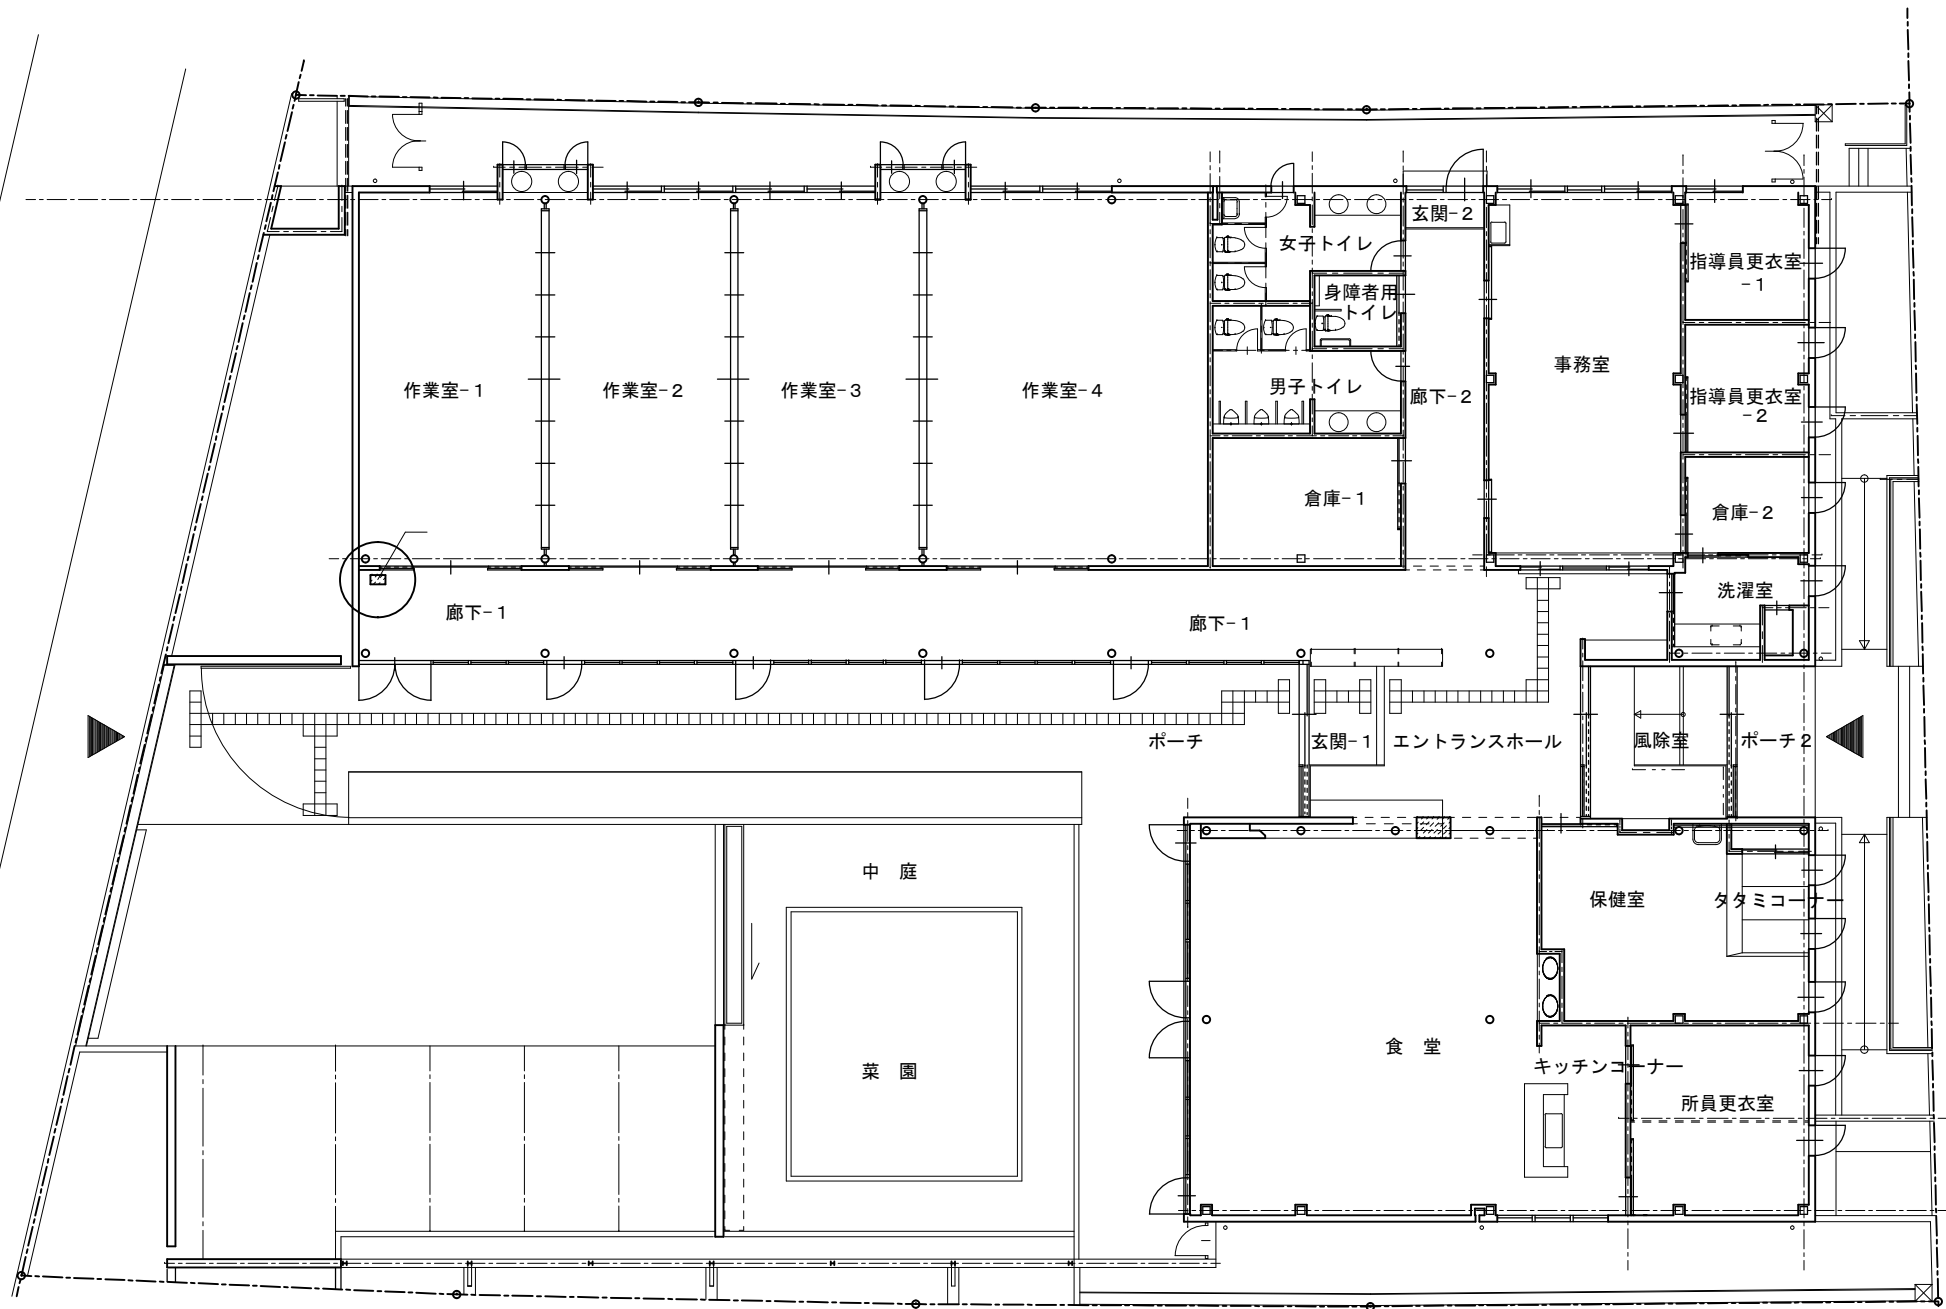 玄関-2
女子トイレ
指導員更衣室
-1
身障者用
トイレ
事務室
作業室-1
作業室-2
作業室-3
作業室-4
男子トイレ
廊下-2
指導員更衣室
-2
倉庫-1
倉庫-2
洗濯室
廊下-1
廊下-1
ポーチ
玄関-1
エントランスホール
風除室
ポーチ2
中 庭
保健室
タタミコーナー
食 堂
キッチンコーナー
菜 園
所員更衣室